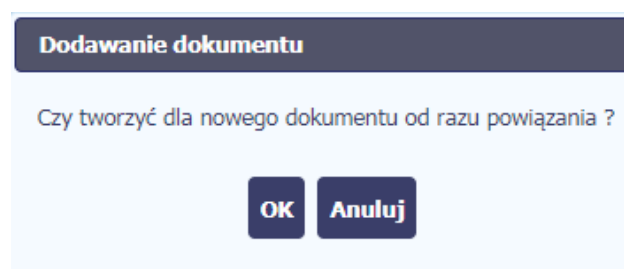 Dodawanie dokumentu
Czy tworzyć dla nowego dokumentu od razu powiązania ?
OK Anuluj